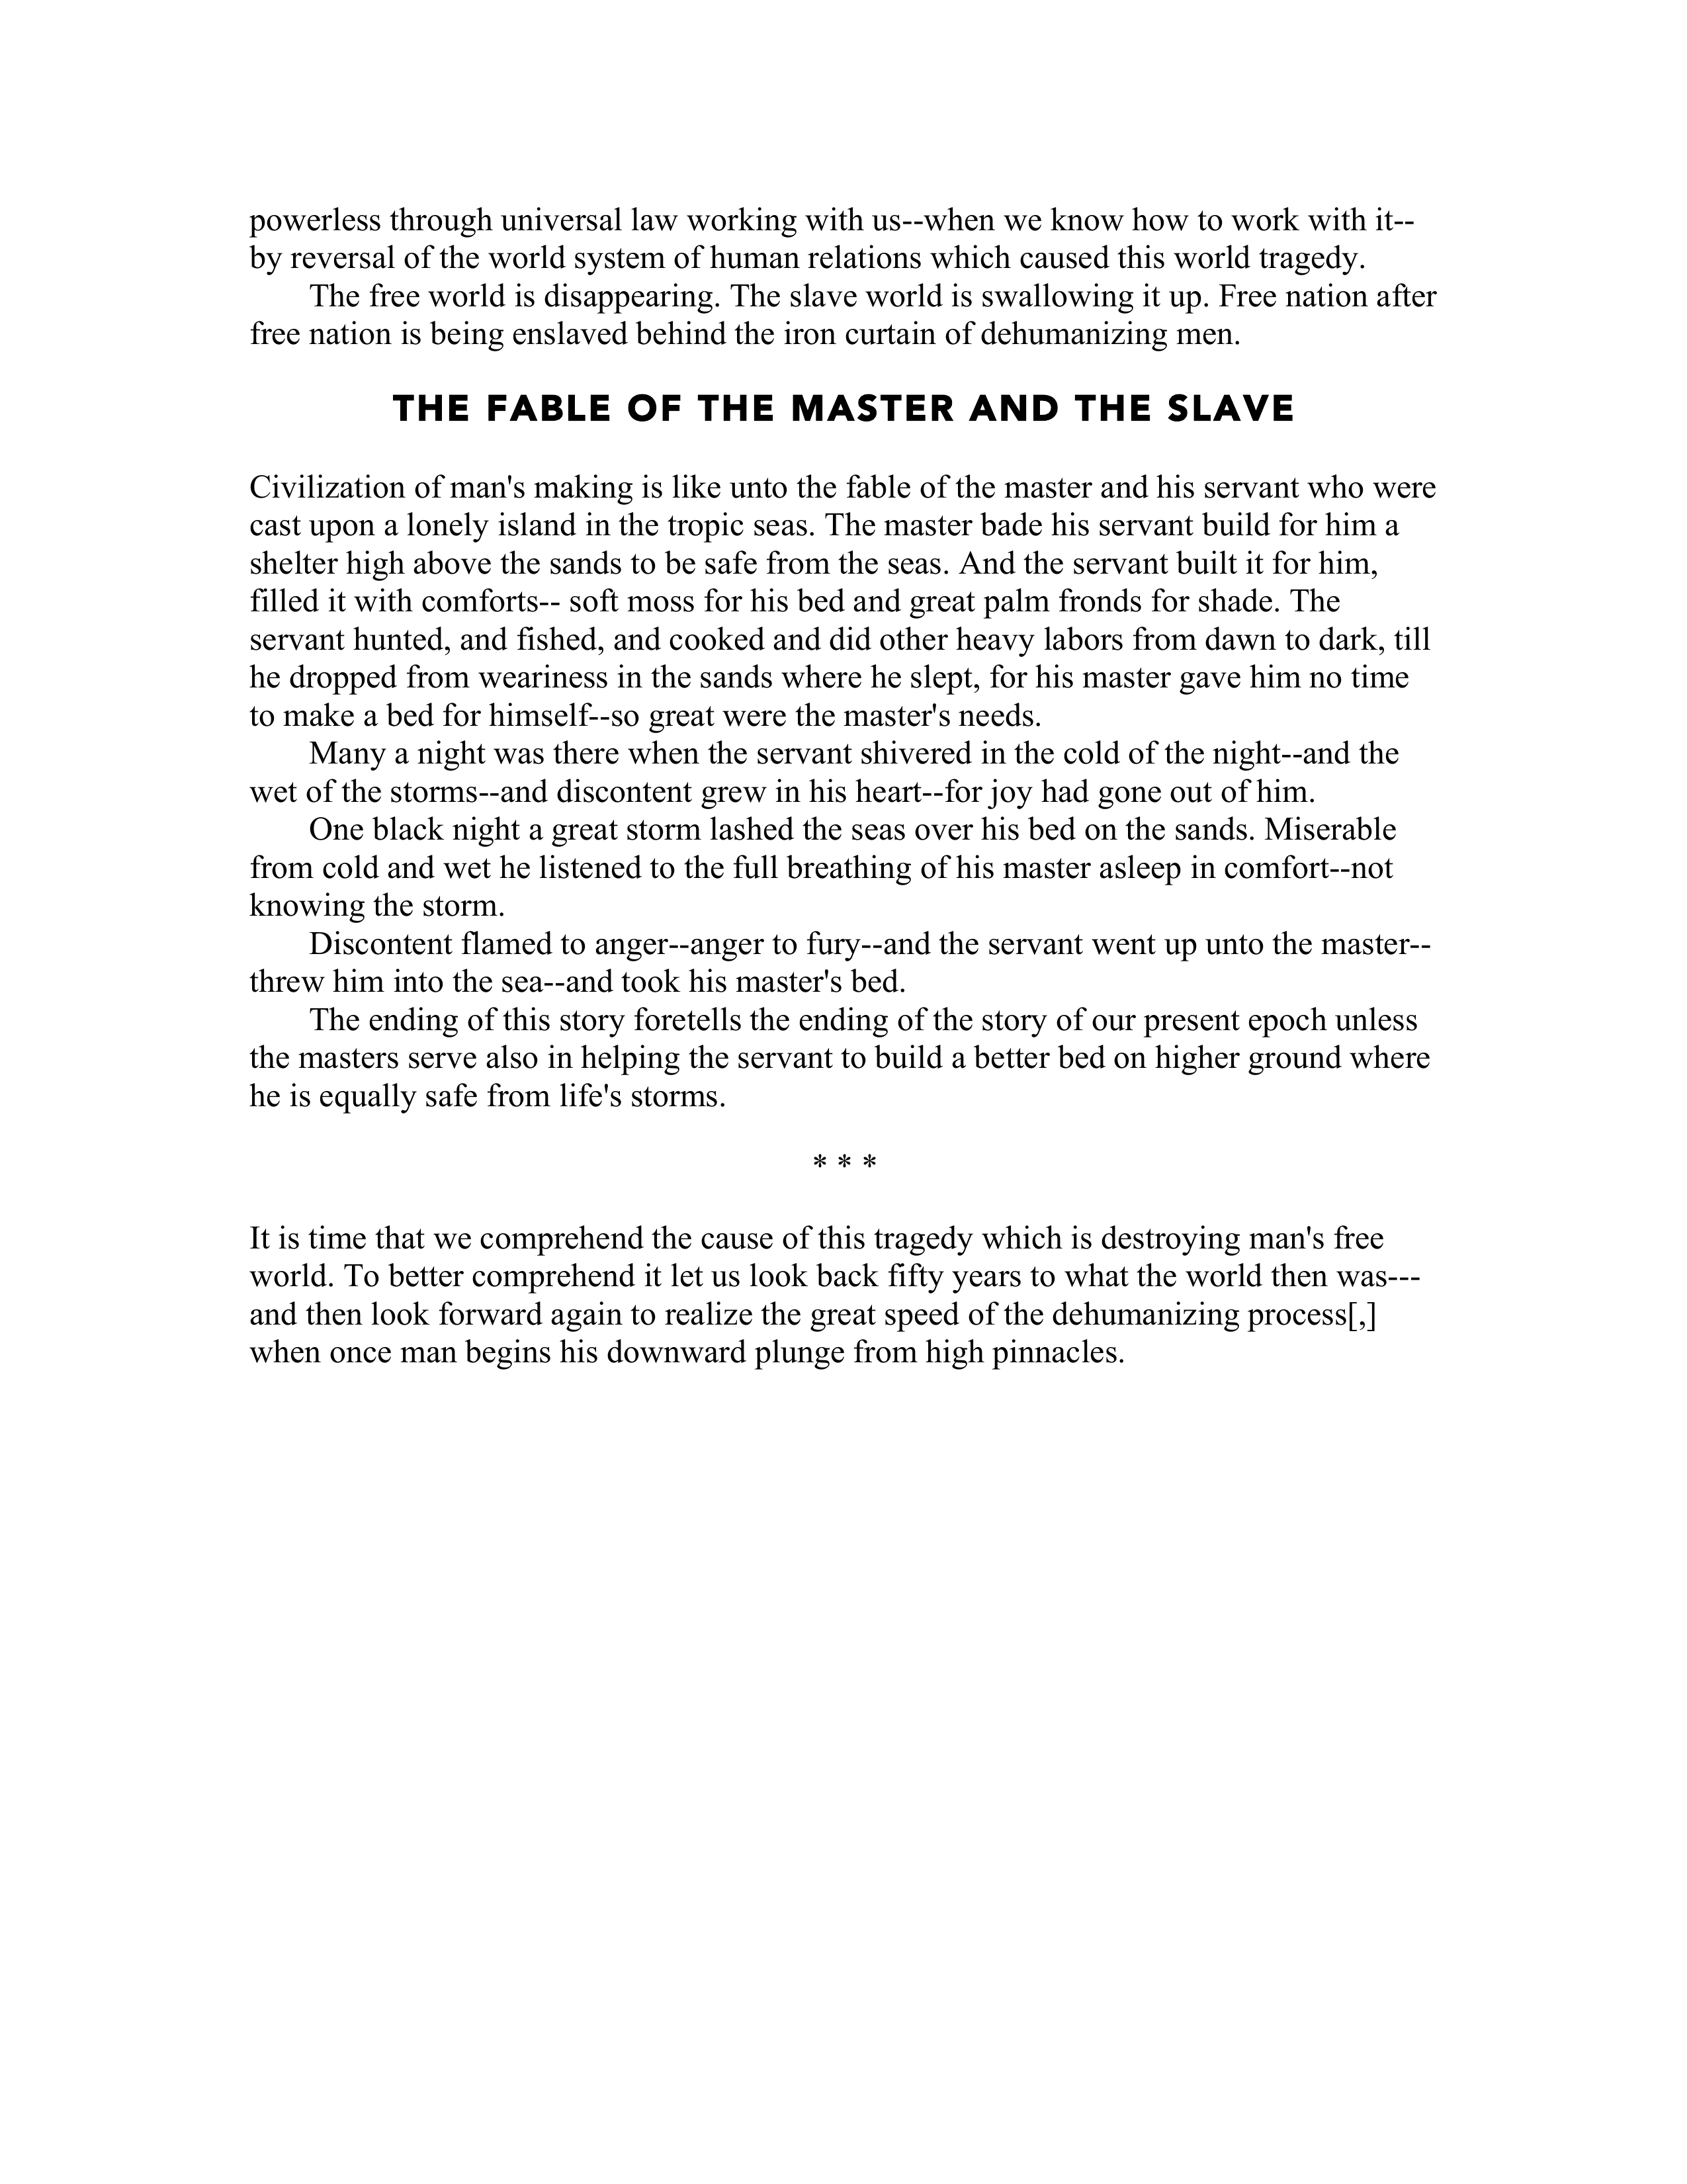 powerless through universal law working with us--when we know how to work with it--
by reversal of the world system of human relations which caused this world tragedy.
The free world is disappearing. The slave world is swallowing it up. Free nation after
free nation is being enslaved behind the iron curtain of dehumanizing men.
THE FABLE OF THE MASTER AND THE SLAVE
Civilization of man's making is like unto the fable of the master and his servant who were
cast upon a lonely island in the tropic seas. The master bade his servant build for him a
shelter high above the sands to be safe from the seas. And the servant built it for him,
filled it with comforts-- soft moss for his bed and great palm fronds for shade. The
servant hunted, and fished, and cooked and did other heavy labors from dawn to dark, till
he dropped from weariness in the sands where he slept, for his master gave him no time
to make a bed for himself--so great were the master's needs.
Many a night was there when the servant shivered in the cold of the night--and the
wet of the storms--and discontent grew in his heart--for joy had gone out of him.
One black night a great storm lashed the seas over his bed on the sands. Miserable
from cold and wet he listened to the full breathing of his master asleep in comfort--not
knowing the storm.
Discontent flamed to anger--anger to fury--and the servant went up unto the master--
threw him into the sea--and took his master's bed.
The ending of this story foretells the ending of the story of our present epoch unless
the masters serve also in helping the servant to build a better bed on higher ground where
he is equally safe from life's storms.
* * *
It is time that we comprehend the cause of this tragedy which is destroying man's free
world. To better comprehend it let us look back fifty years to what the world then was---
and then look forward again to realize the great speed of the dehumanizing process[,]
when once man begins his downward plunge from high pinnacles.